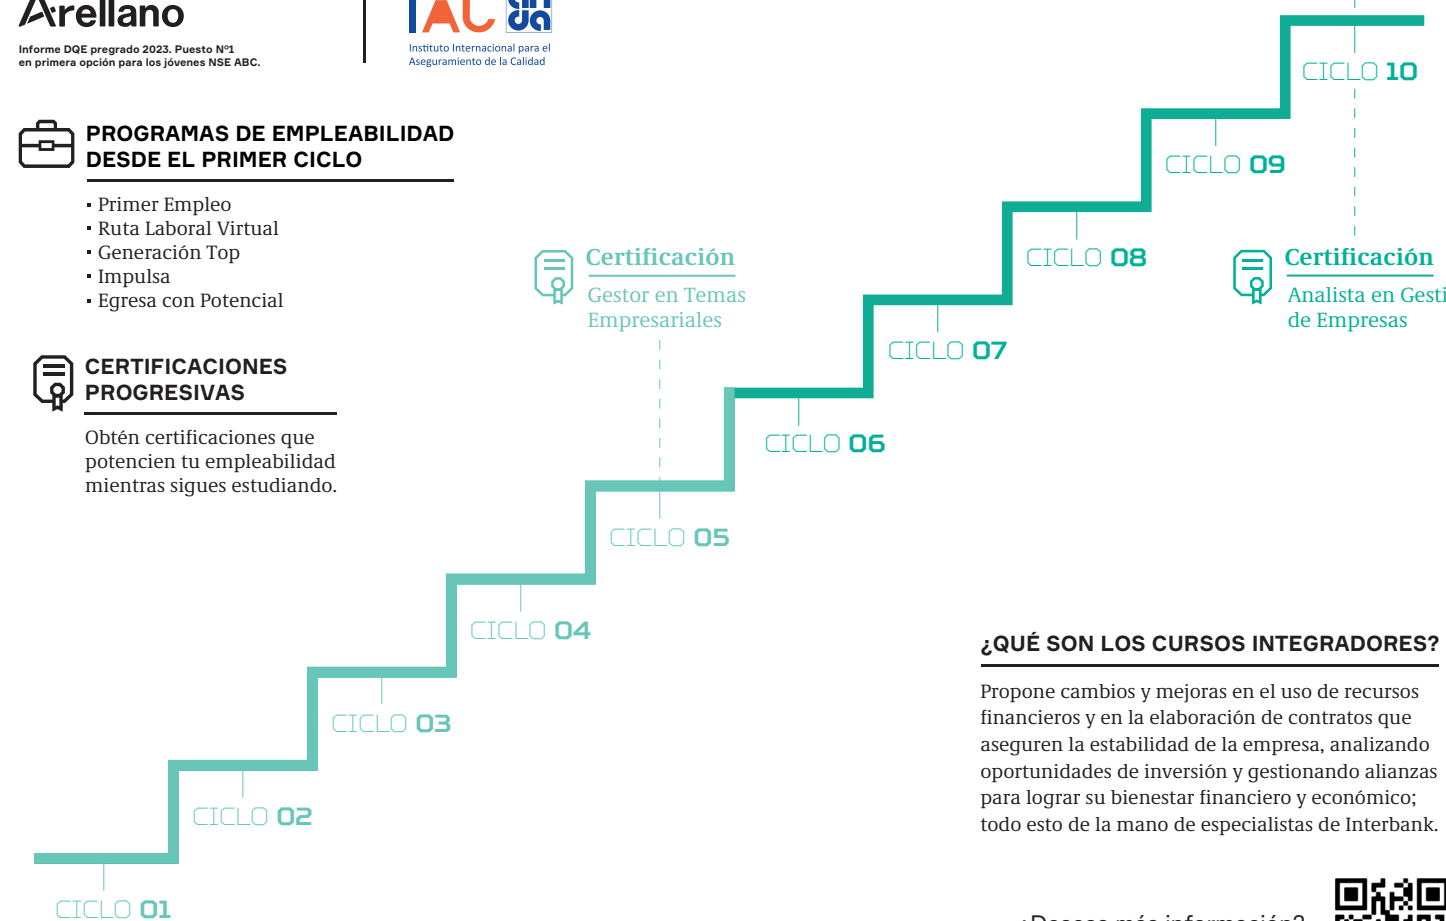 Arellano
Informe DQE pregrado 2023. Puesto Nº1
en primera opción para los jóvenes NSE ABC.
IAC
Instituto Internacional para el
Aseguramiento de la Calidad
PROGRAMAS DE EMPLEABILIDAD
DESDE EL PRIMER CICLO
▪ Primer Empleo
▪ Ruta Laboral Virtual
▪ Generación Top
▪ Impulsa
▪ Egresa con Potencial
CERTIFICACIONES
PROGRESIVAS
Obtén certificaciones que
potencien tu empleabilidad
mientras sigues estudiando.
Certificación
Gestor en Temas
Empresariales
Certificación
Analista en Gesti
de Empresas
CICLO 10
CICLO 09
CICLO 08
CICLO 07
CICLO 06
CICLO 05
CICLO 04
CICLO 03
CICLO 02
CICLO 01
¿QUÉ SON LOS CURSOS INTEGRADORES?
Propone cambios y mejoras en el uso de recursos
financieros y en la elaboración de contratos que
aseguren la estabilidad de la empresa, analizando
oportunidades de inversión y gestionando alianzas
para lograr su bienestar financiero y económico;
todo esto de la mano de especialistas de Interbank.
¿Deseas más información?